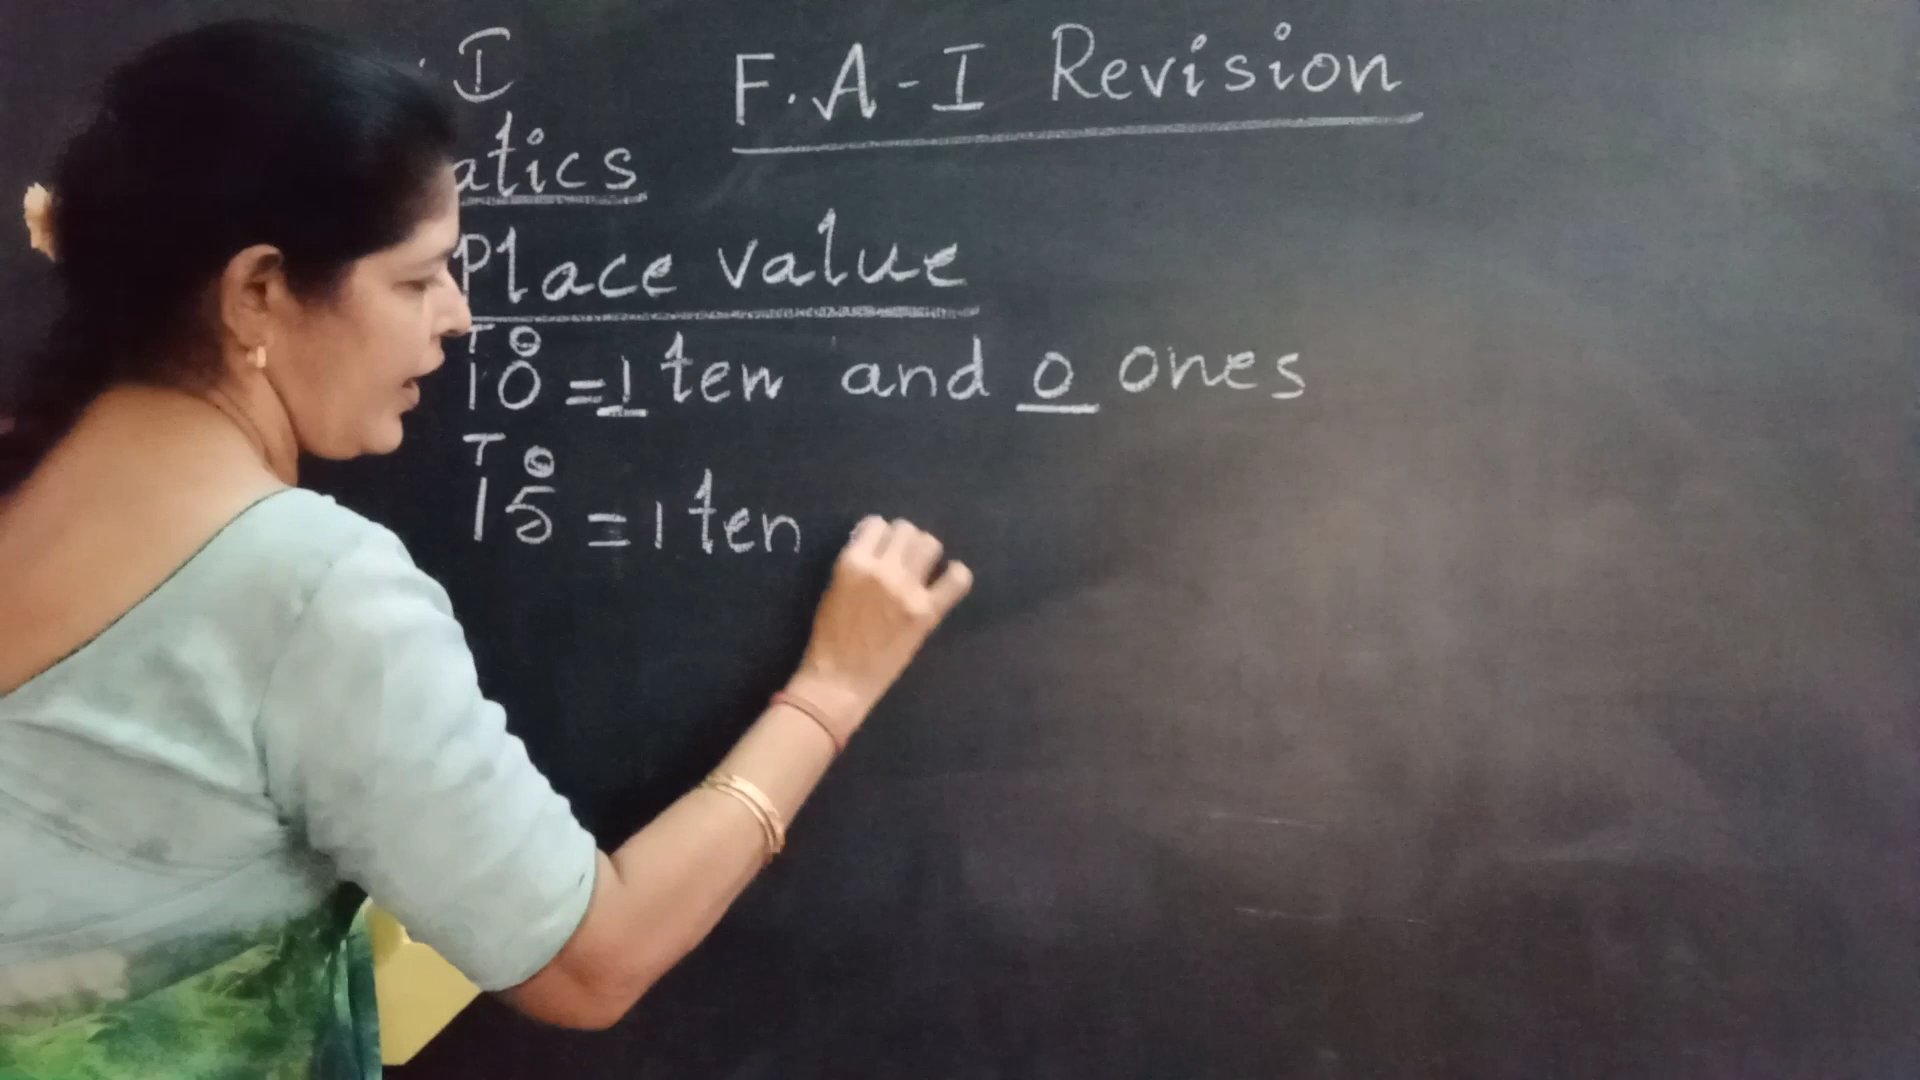 I
F.A-I Revision
atics
Place value
T O
10 = 1 ten and 0 ones
T O
15 = 1 ten